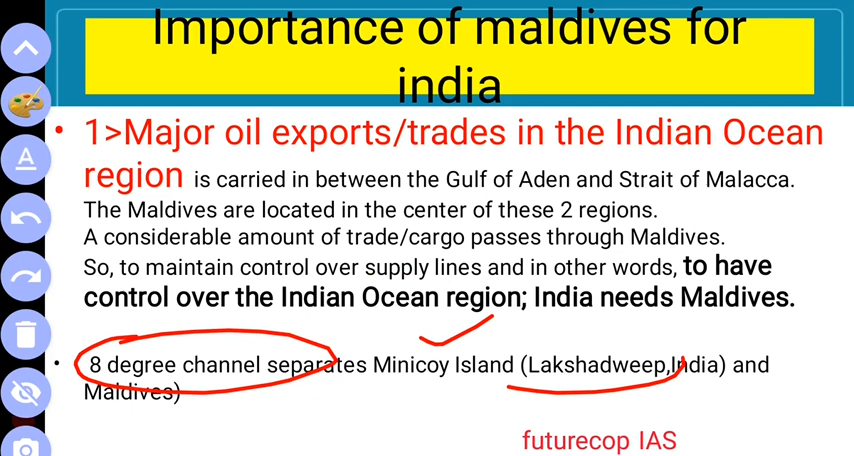 Importance of maldives for
india
• 1>Major oil exports/trades in the Indian Ocean
region is carried in between the Gulf of Aden and Strait of Malacca.
The Maldives are located in the center of these 2 regions.
A considerable amount of trade/cargo passes through Maldives.
So, to maintain control over supply lines and in other words, to have
control over the Indian Ocean region; India needs Maldives.
• 8 degree channel separates Minicoy Island (Lakshadweep,India) and
Maldives)
futurecop IAS